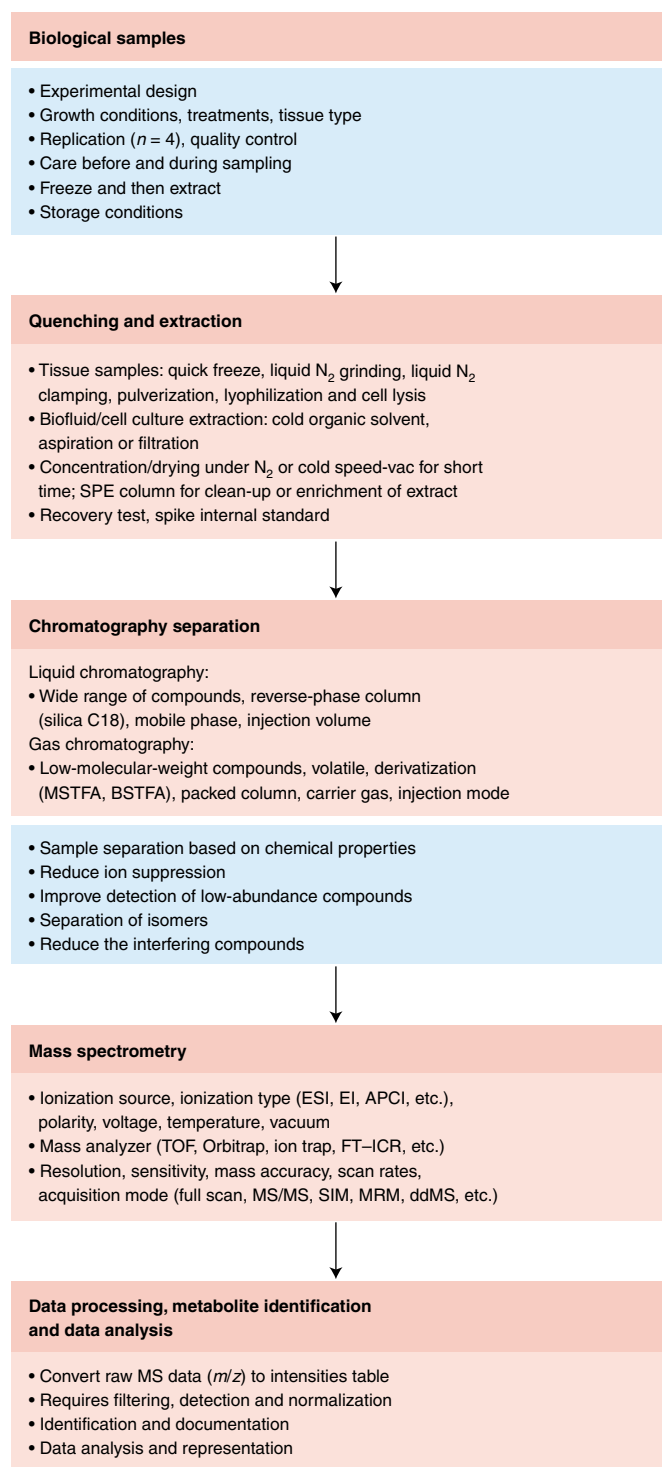 Biological samples
• Experimental design
• Growth conditions, treatments, tissue type
• Replication (n = 4), quality control
• Care before and during sampling
• Freeze and then extract
• Storage conditions
Quenching and extraction
• Tissue samples: quick freeze, liquid N2 grinding, liquid N2
clamping, pulverization, lyophilization and cell lysis
• Biofluid/cell culture extraction: cold organic solvent,
aspiration or filtration
• Concentration/drying under N2 or cold speed-vac for short
time; SPE column for clean-up or enrichment of extract
• Recovery test, spike internal standard
Chromatography separation
Liquid chromatography:
• Wide range of compounds, reverse-phase column
(silica C18), mobile phase, injection volume
Gas chromatography:
• Low-molecular-weight compounds, volatile, derivatization
(MSTFA, BSTFA), packed column, carrier gas, injection mode
• Sample separation based on chemical properties
• Reduce ion suppression
• Improve detection of low-abundance compounds
• Separation of isomers
• Reduce the interfering compounds
Mass spectrometry
• Ionization source, ionization type (ESI, EI, APCI, etc.),
polarity, voltage, temperature, vacuum
• Mass analyzer (TOF, Orbitrap, ion trap, FT–ICR, etc.)
• Resolution, sensitivity, mass accuracy, scan rates,
acquisition mode (full scan, MS/MS, SIM, MRM, ddMS, etc.)
Data processing, metabolite identification
and data analysis
• Convert raw MS data (m/z) to intensities table
• Requires filtering, detection and normalization
• Identification and documentation
• Data analysis and representation